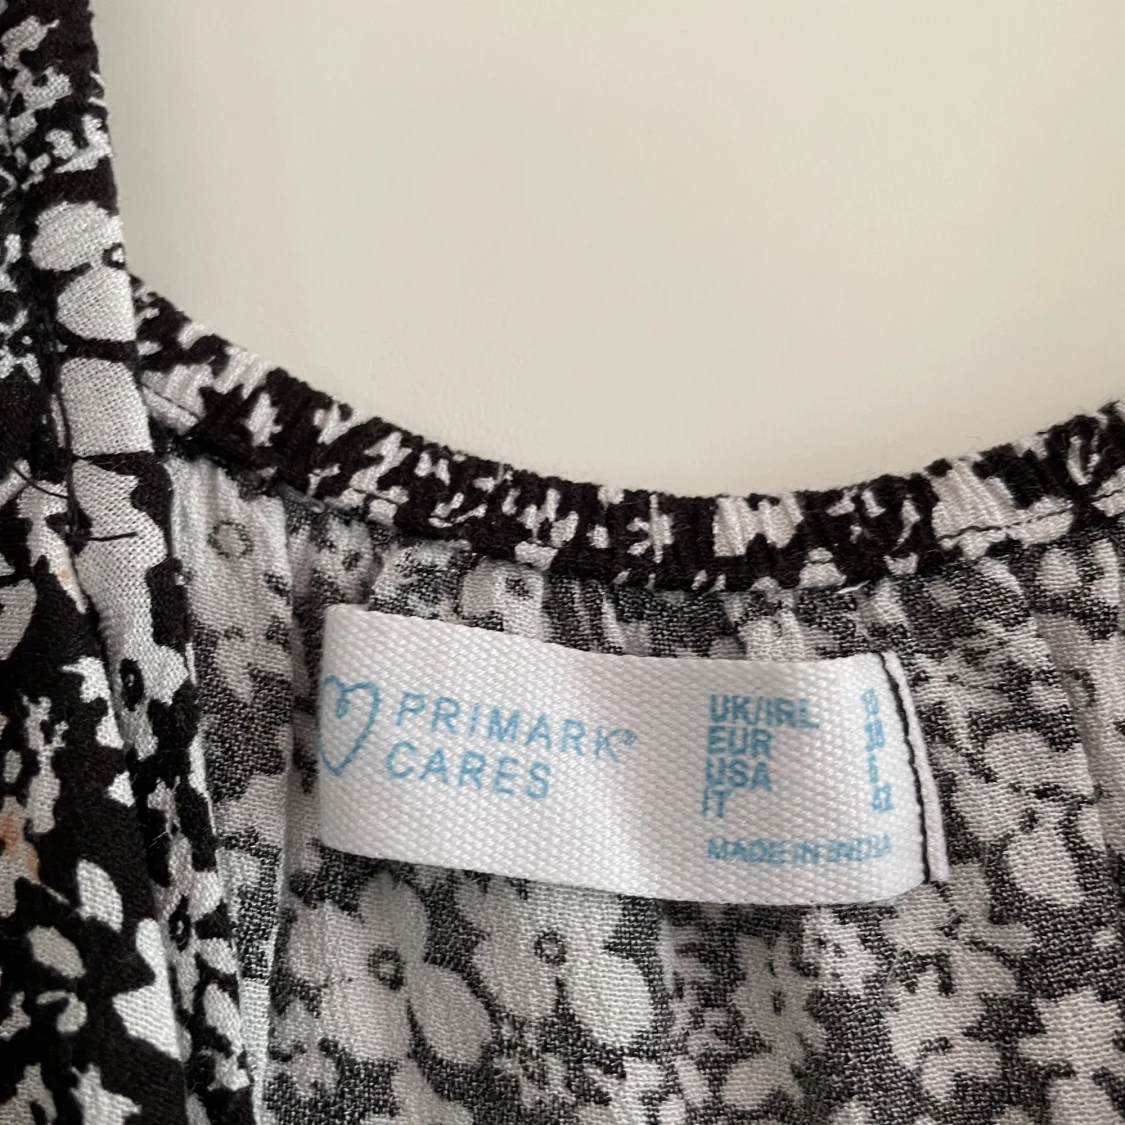 PRIMARK®
CARES
UK/IRL
EUR
USA
IT
MADE IN INDIA